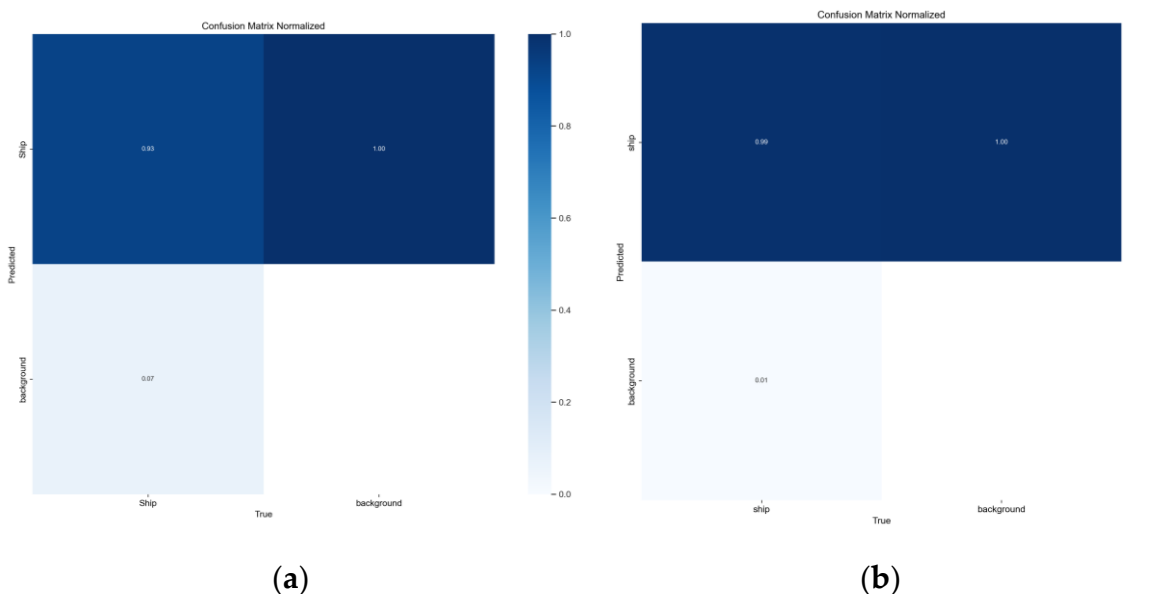 Confusion Matrix Normalized
Ship
background
Predicted
0.93
1.00
0.07
Ship
background
True
1.0
0.8
0.6
0.4
0.2
0.0
(a)
Confusion Matrix Normalized
ship
background
Predicted
0.99
1.00
0.01
ship
background
True
(b)